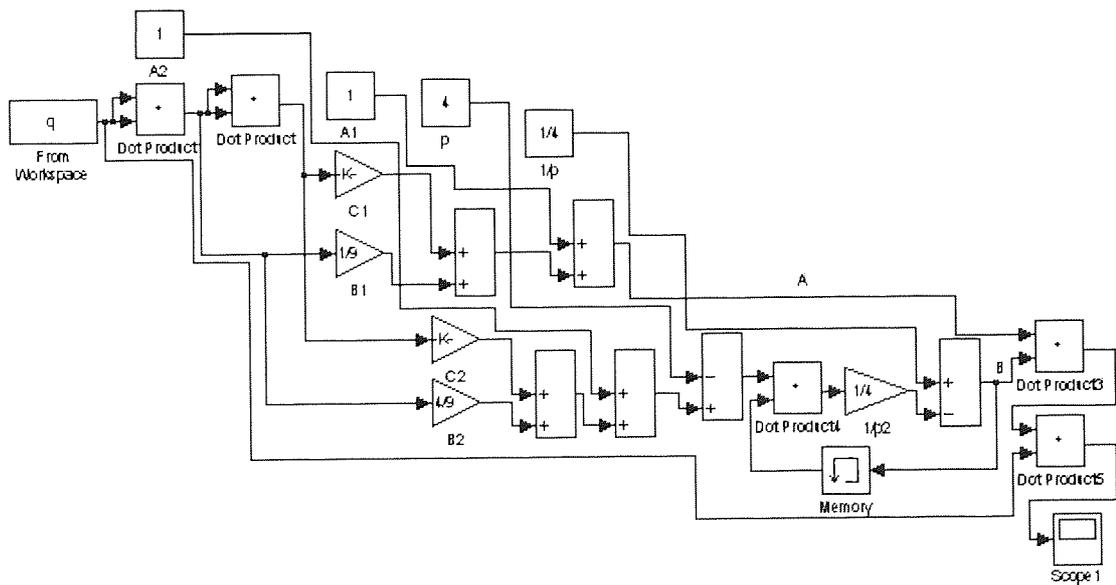 1
A2
q
From
Workspace
Dot Product
Dot Product
1
A1
4
p
1/4
1/p
K-
C1
1/9
B1
+
+
+
+
A
K-
C2
4/9
B2
+
+
+
+
-
+
Dot Product4
1/4
1/p2
+
-
B
Dot Product3
Dot Product5
Memory
Scope 1